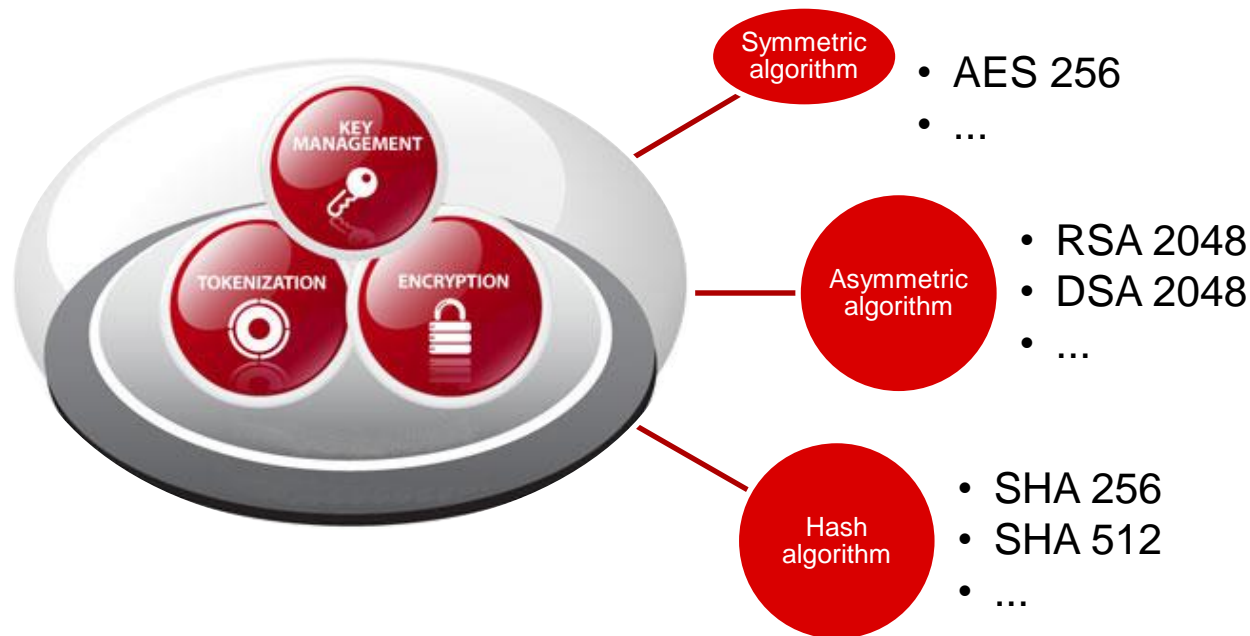 KEY
MANAGEMENT
TOKENIZATION
ENCRYPTION
Symmetric
algorithm
• AES 256
• ...
Asymmetric
algorithm
• RSA 2048
• DSA 2048
• ...
Hash
algorithm
• SHA 256
• SHA 512
• ...